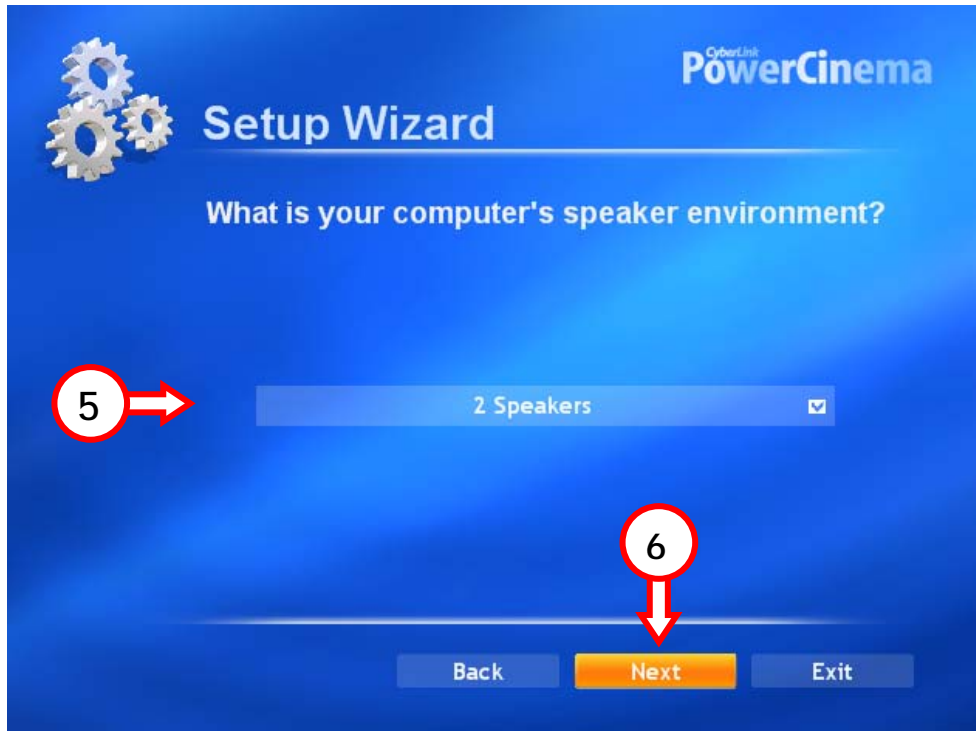 CyberLink
PowerCinema
Setup Wizard
What is your computer's speaker environment?
5
2 Speakers
6
Back Next Exit